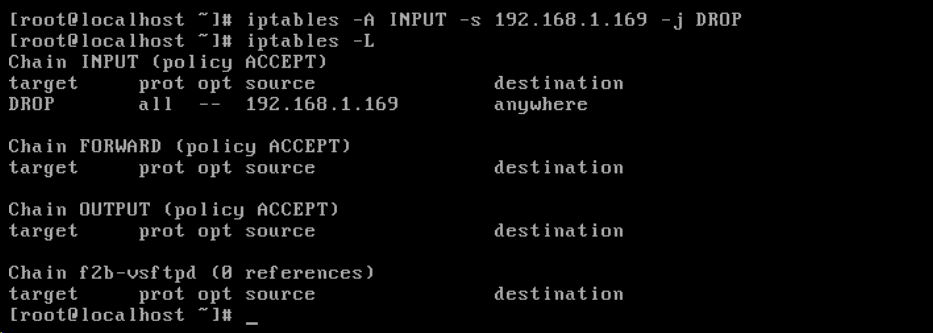 [root@localhost ~]# iptables -A INPUT -s 192.168.1.169 -j DROP
[root@localhost ~]# iptables -L
Chain INPUT (policy ACCEPT)
target     prot opt source               destination
DROP       all  --  192.168.1.169        anywhere

Chain FORWARD (policy ACCEPT)
target     prot opt source               destination

Chain OUTPUT (policy ACCEPT)
target     prot opt source               destination

Chain f2b-vsftpd (0 references)
target     prot opt source               destination
[root@localhost ~]# _